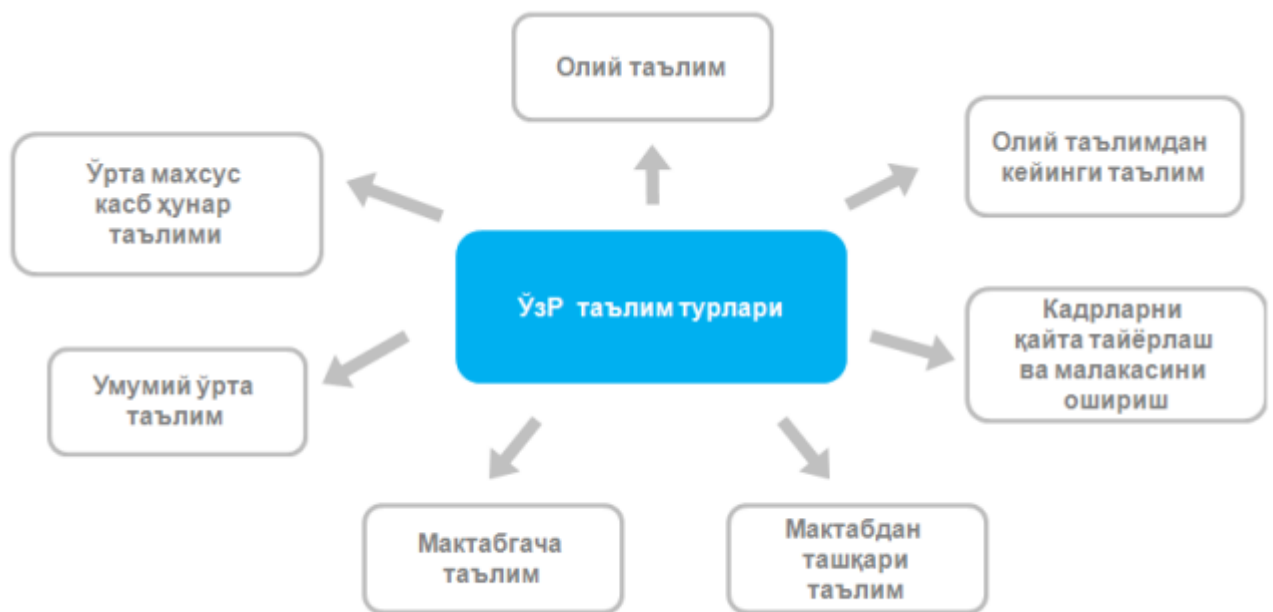 Олий таълим
Олий таълимдан
кейинги таълим
Ўрта махсус
касб ҳунар
таълими
ЎзР таълим турлари
Кадрларни
қайта тайёрлаш
ва малакасини
ошириш
Умумий ўрта
таълим
Мактабгача
таълим
Мактабдан
ташқари
таълим